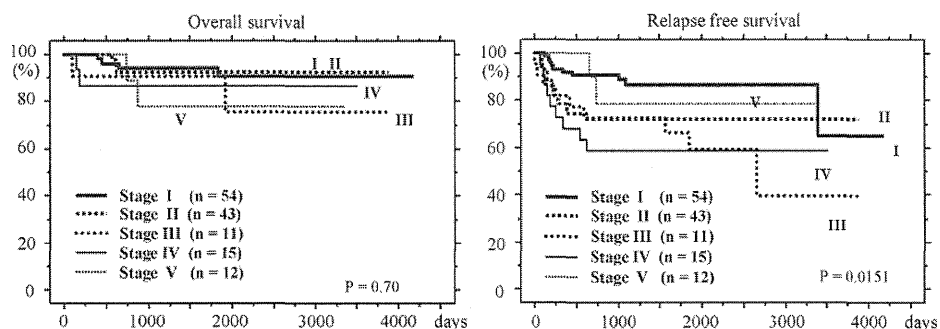 Overall survival
100
(%)
80
60
40
20
0
I II
IV
V
III
Stage I (n = 54)
Stage II (n = 43)
Stage III (n = 11)
Stage IV (n = 15)
Stage V (n = 12)
P = 0.70
0 1000 2000 3000 4000 days
Relapse free survival
100
(%)
80
60
40
20
0
V
II
I
IV
III
Stage I (n = 54)
Stage II (n = 43)
Stage III (n = 11)
Stage IV (n = 15)
Stage V (n = 12)
P = 0.0151
0 1000 2000 3000 4000 days